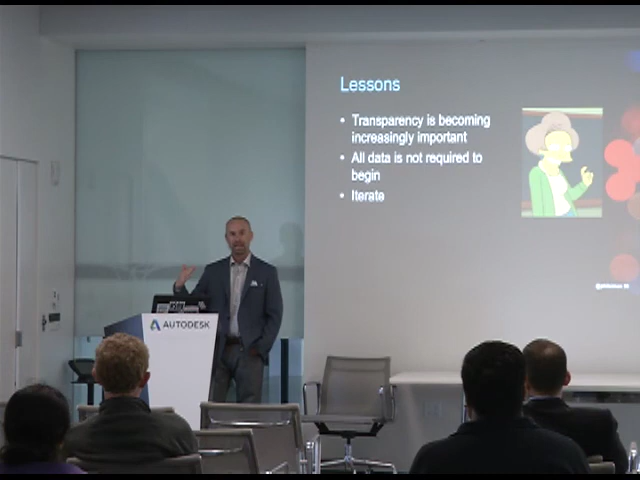 Lessons
• Transparency is becoming
increasingly important
• All data is not required to
begin
• Iterate
AUTODESK